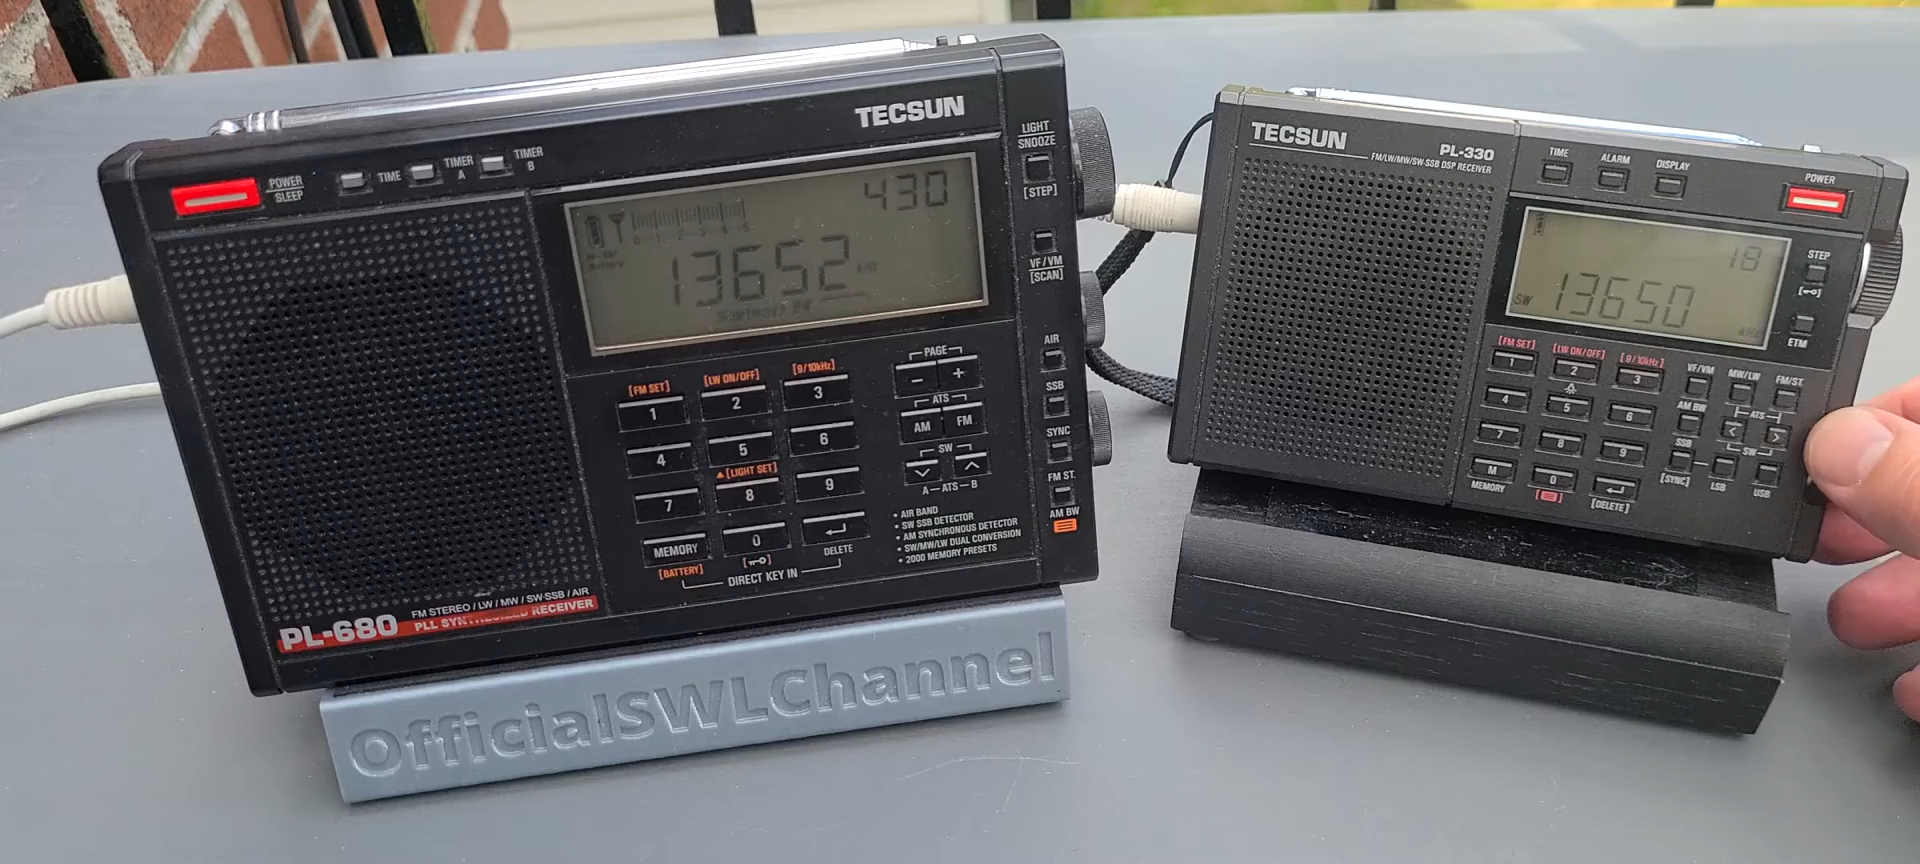 TECSUN
POWER
SLEEP
TIME
TIMER
A
TIMER
B
LIGHT
SNOOZE
[STEP]
430
13652
kHz
VF/VM
[SCAN]
AIR
SSB
SYNC
FM ST.
AM BW
[FM SET]
[LW ON/OFF]
[9/10kHz]
1
2
3
4
5
6
[LIGHT SET]
7
8
9
MEMORY
0
[BATTERY]
DIRECT KEY IN
DELETE
PAGE
-
+
ATS
AM
FM
SW
A-ATS-B
• AIR BAND
• SW SSB DETECTOR
• AM SYNCHRONOUS DETECTOR
• SW/MW/LW DUAL CONVERSION
• 2000 MEMORY PRESETS
FM STEREO / LW / MW / SW-SSB / AIR
PL-680 PLL SYNTHESIZED RECEIVER
OfficialSWLChannel
TECSUN
PL-330
FM/LW/MW/SW-SSB DSP RECEIVER
TIME
ALARM
DISPLAY
POWER
18
SW
13650
kHz
STEP
ETM
[FM SET]
[LW ON/OFF]
[9/10kHz]
1
2
3
4
5
6
7
8
9
M
0
MEMORY
[DELETE]
VF/VM
MW/LW
FM/ST.
AM BW
ATS
SSB
SW
[SYNC]
LSB
USB